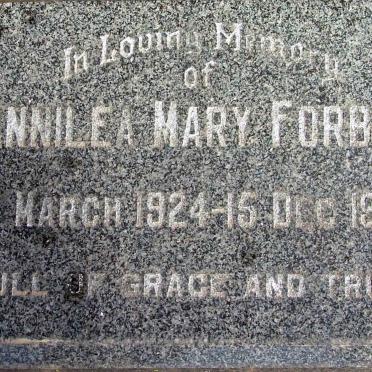 In Loving Memory
of
NNILEA MARY FORB
MARCH 1924-15 DEC 19
ULL OF GRACE AND TRU